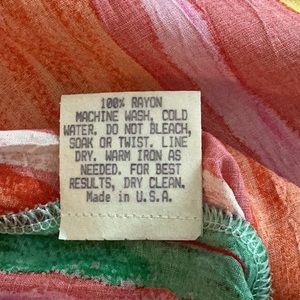 100% RAYON
MACHINE WASH, COLD
WATER. DO NOT BLEACH,
SOAK OR TWIST. LINE
DRY. WARM IRON AS
NEEDED. FOR BEST
RESULTS, DRY CLEAN.
Made in U.S.A.